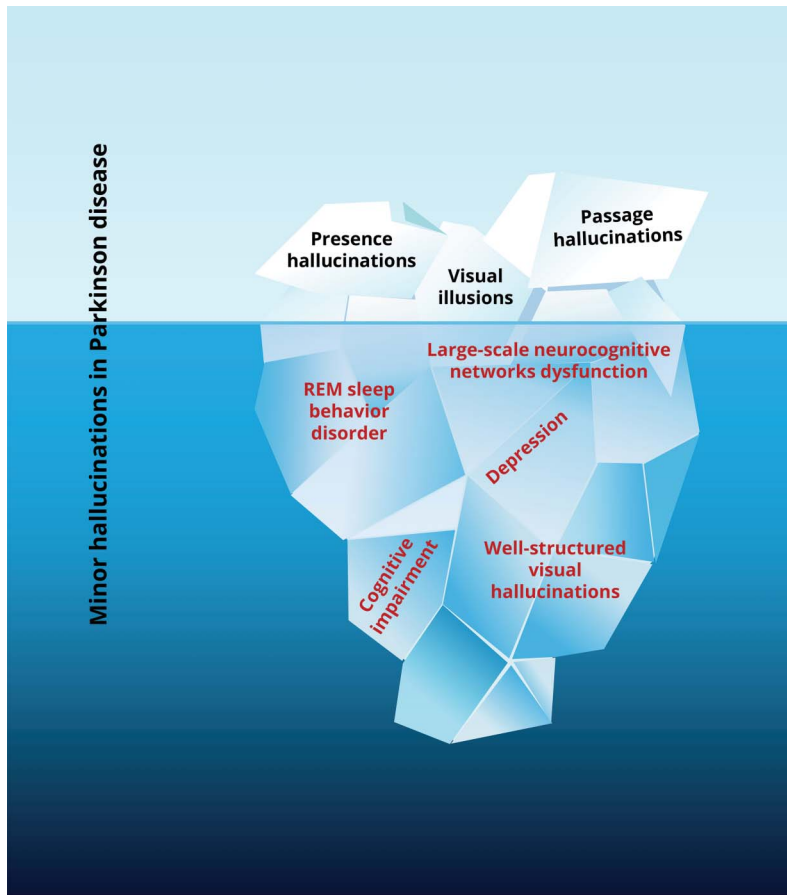 Minor hallucinations in Parkinson disease
Presence
hallucinations
Visual
illusions
Passage
hallucinations
Large-scale neurocognitive
networks dysfunction
REM sleep
behavior
disorder
Depression
Cognitive
impairment
Well-structured
visual
hallucinations